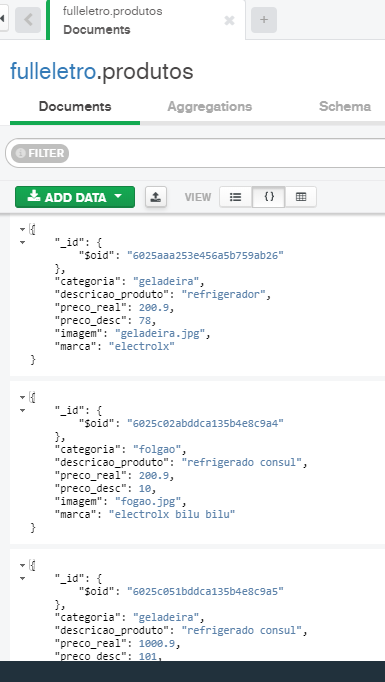 fulleletro.produtos
Documents
fulleletro.produtos
Documents
Aggregations
Schema
FILTER
ADD DATA
VIEW
{
"_id": {
"$oid": "6025aaa253e456a5b759ab26"
},
"categoria": "geladeira",
"descricao_produto": "refrigerador",
"preco_real": 200.9,
"preco_desc": 78,
"imagem": "geladeira.jpg",
"marca": "electrolx"
}
{
"_id": {
"$oid": "6025c02abddca135b4e8c9a4"
},
"categoria": "folgao",
"descricao_produto": "refrigerado consul",
"preco_real": 200.9,
"preco_desc": 10,
"imagem": "fogao.jpg",
"marca": "electrolx bilu bilu"
}
{
"_id": {
"$oid": "6025c051bddca135b4e8c9a5"
},
"categoria": "geladeira",
"descricao_produto": "refrigerado consul",
"preco_real": 1000.9,
"preco_desc": 101,